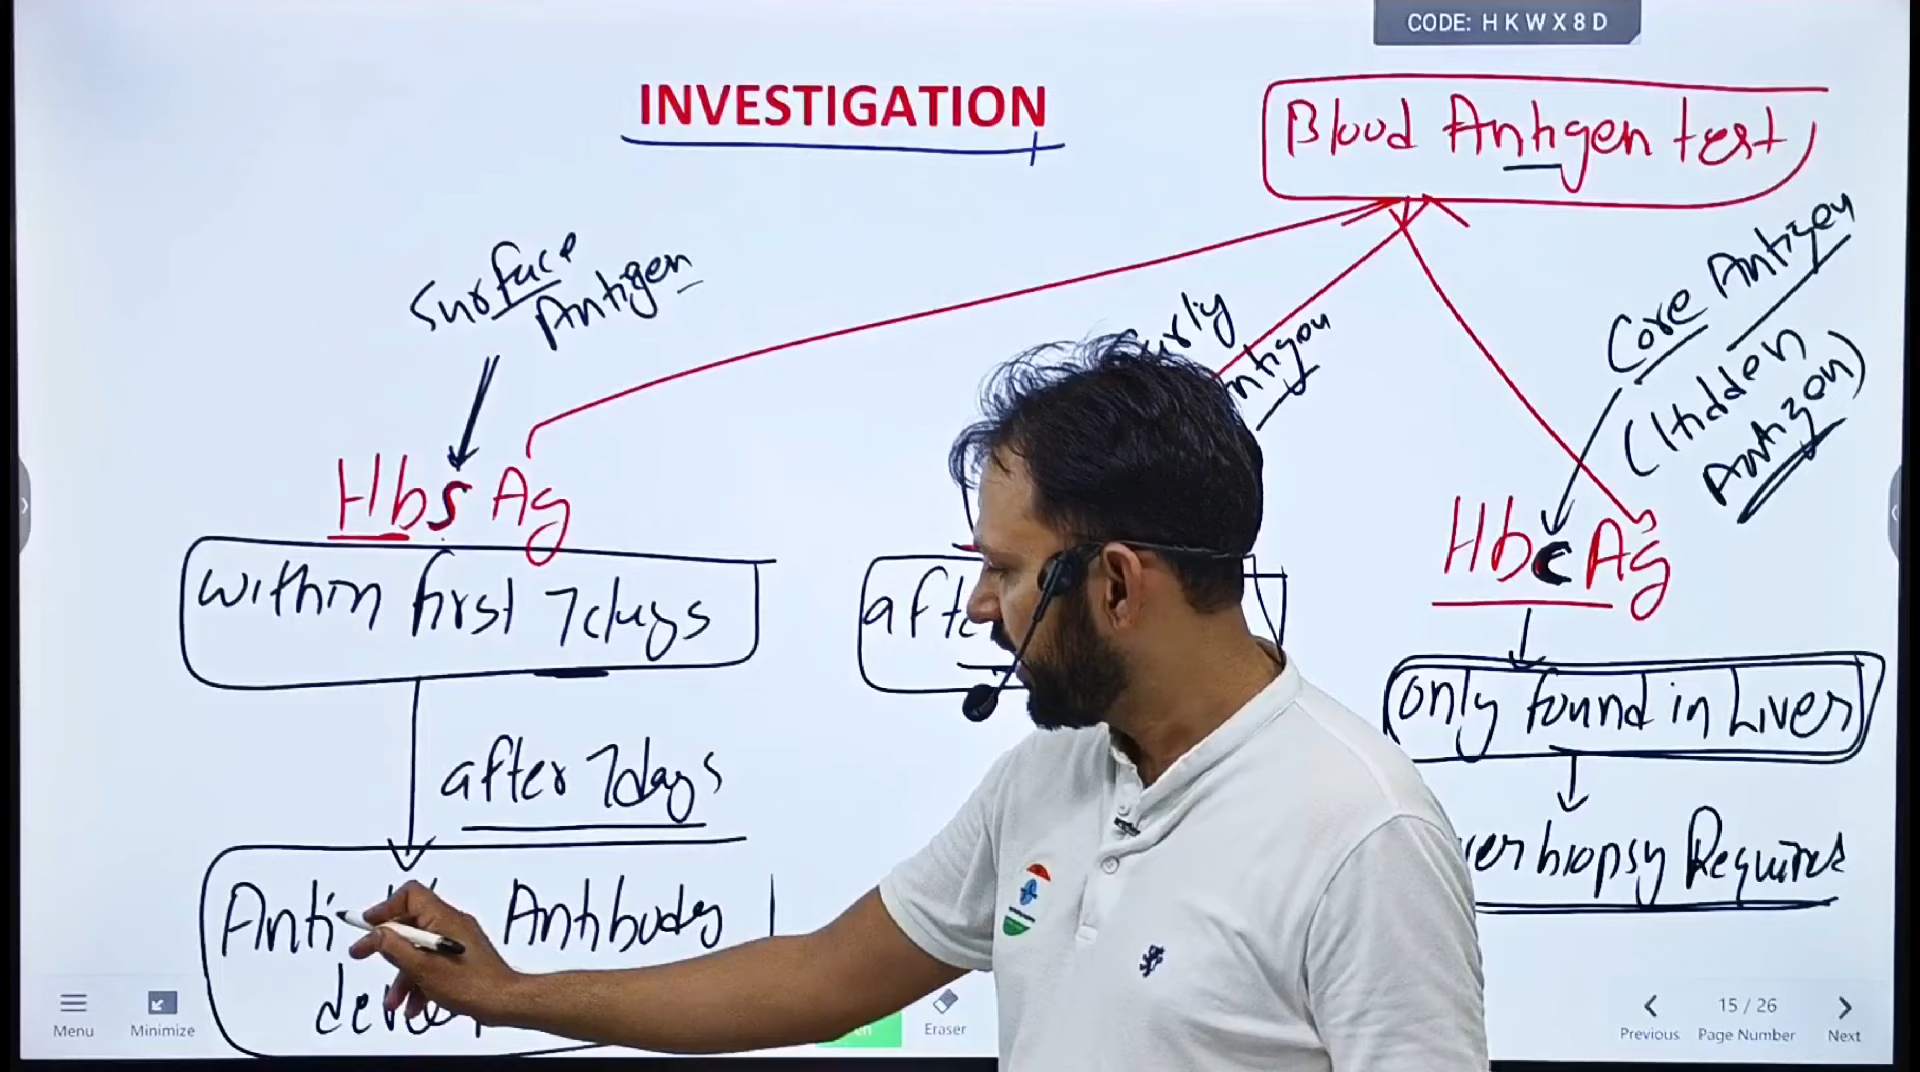 CODE: HKWX8D
INVESTIGATION
Blood Antigen test
Surface
Antigen
Core Antigen
(Hidden
Antigen)
HbsAg
HbcAg
within first 7days
only found in Liver
after 7days
biopsy Required
Anti Antibody
Menu
Minimize
Eraser
Previous
15 / 26
Page Number
Next